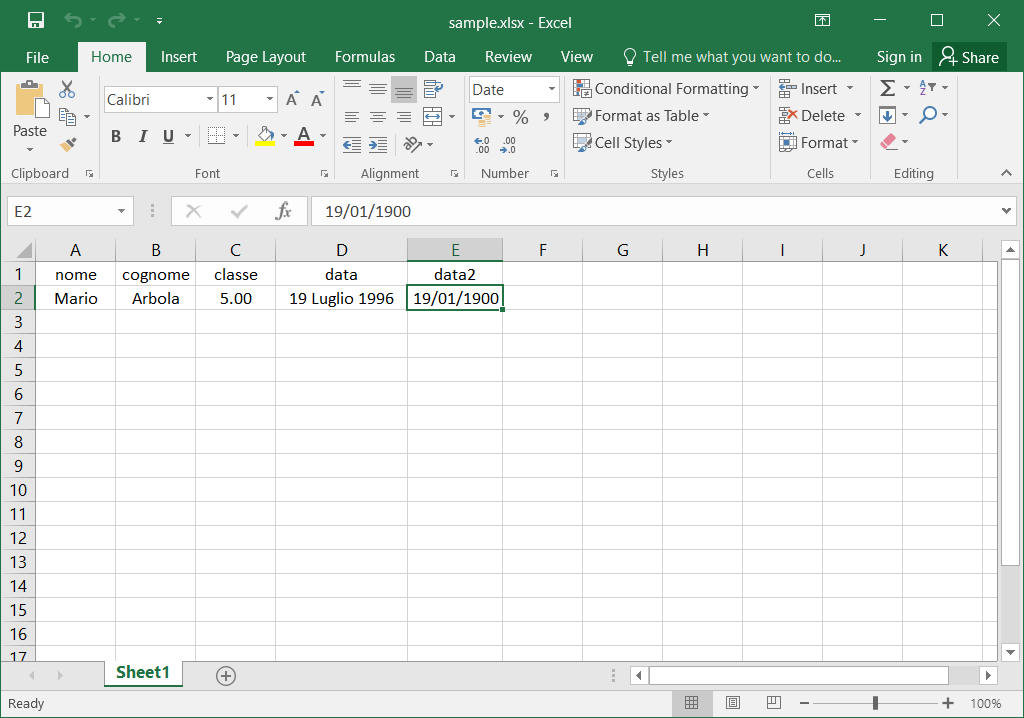 sample.xlsx - Excel
File Home Insert Page Layout Formulas Data Review View Tell me what you want to do... Sign in Share
Paste
Calibri 11
A A
B I U A
Date
% ,
.0 .00
.00 .0
Conditional Formatting
Format as Table
Cell Styles
Insert
Delete
Format
Σ A Z
Clipboard Font Alignment Number Styles Cells Editing
E2 fx 19/01/1900
A B C D E F G H I J K
1 nome cognome classe data data2
2 Mario Arbola 5.00 19 Luglio 1996 19/01/1900
3
4
5
6
7
8
9
10
11
12
13
14
15
16
17
Sheet1
Ready 100%